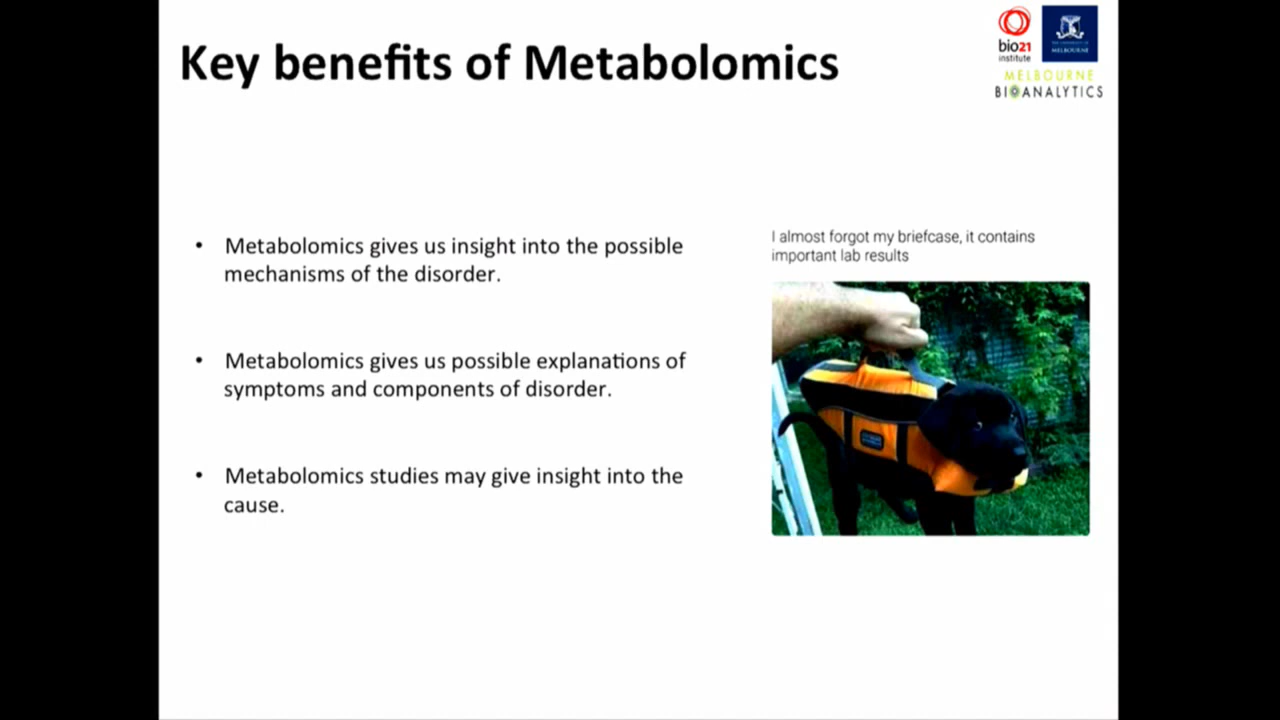 Key benefits of Metabolomics
bio21
institute
MELBOURNE
MELBOURNE
BIOANALYTICS
• Metabolomics gives us insight into the possible
mechanisms of the disorder.
• Metabolomics gives us possible explanations of
symptoms and components of disorder.
• Metabolomics studies may give insight into the
cause.
I almost forgot my briefcase, it contains
important lab results